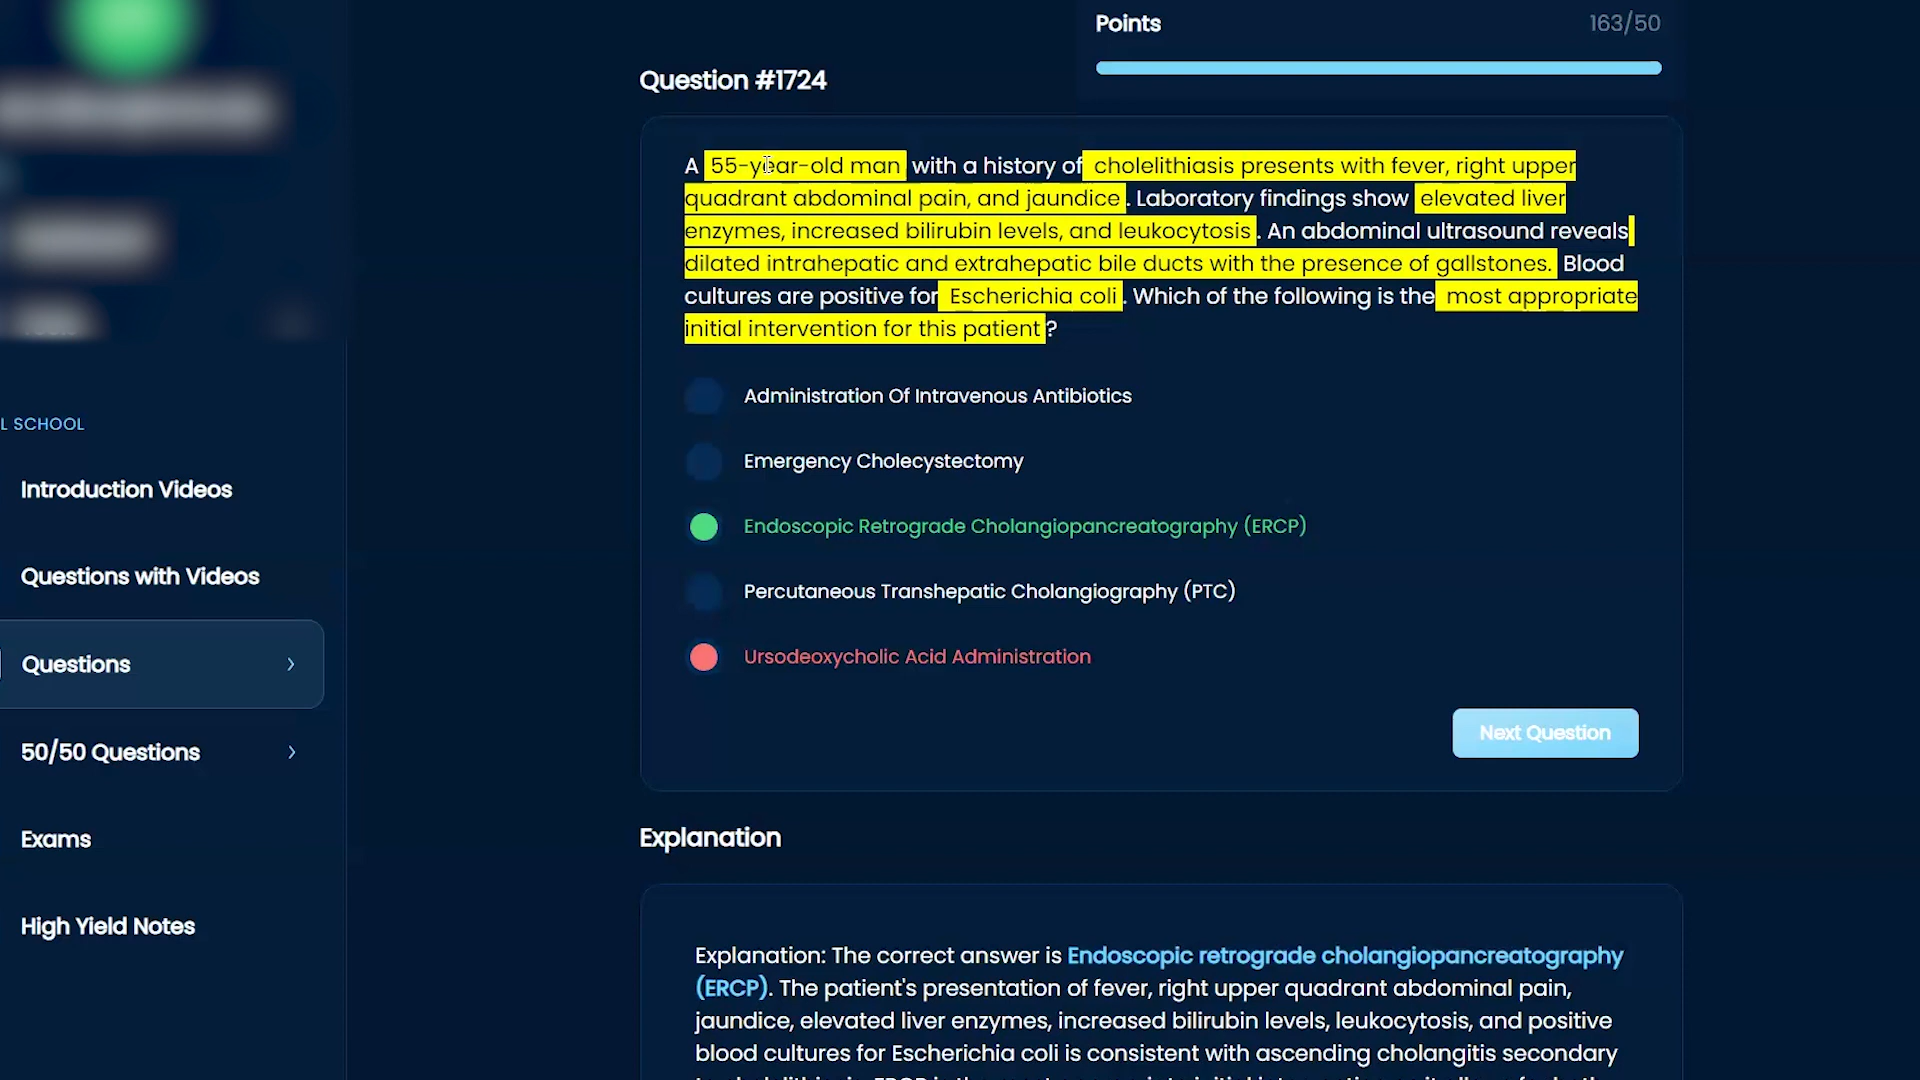 Points
163/50
Question #1724
A 55-year-old man with a history of cholelithiasis presents with fever, right upper
quadrant abdominal pain, and jaundice. Laboratory findings show elevated liver
enzymes, increased bilirubin levels, and leukocytosis. An abdominal ultrasound reveals
dilated intrahepatic and extrahepatic bile ducts with the presence of gallstones. Blood
cultures are positive for Escherichia coli. Which of the following is the most appropriate
initial intervention for this patient?
Administration Of Intravenous Antibiotics
Emergency Cholecystectomy
Endoscopic Retrograde Cholangiopancreatography (ERCP)
Percutaneous Transhepatic Cholangiography (PTC)
Ursodeoxycholic Acid Administration
Next Question
L SCHOOL
Introduction Videos
Questions with Videos
Questions
50/50 Questions
Exams
High Yield Notes
Explanation
Explanation: The correct answer is Endoscopic retrograde cholangiopancreatography
(ERCP). The patient's presentation of fever, right upper quadrant abdominal pain,
jaundice, elevated liver enzymes, increased bilirubin levels, leukocytosis, and positive
blood cultures for Escherichia coli is consistent with ascending cholangitis secondary